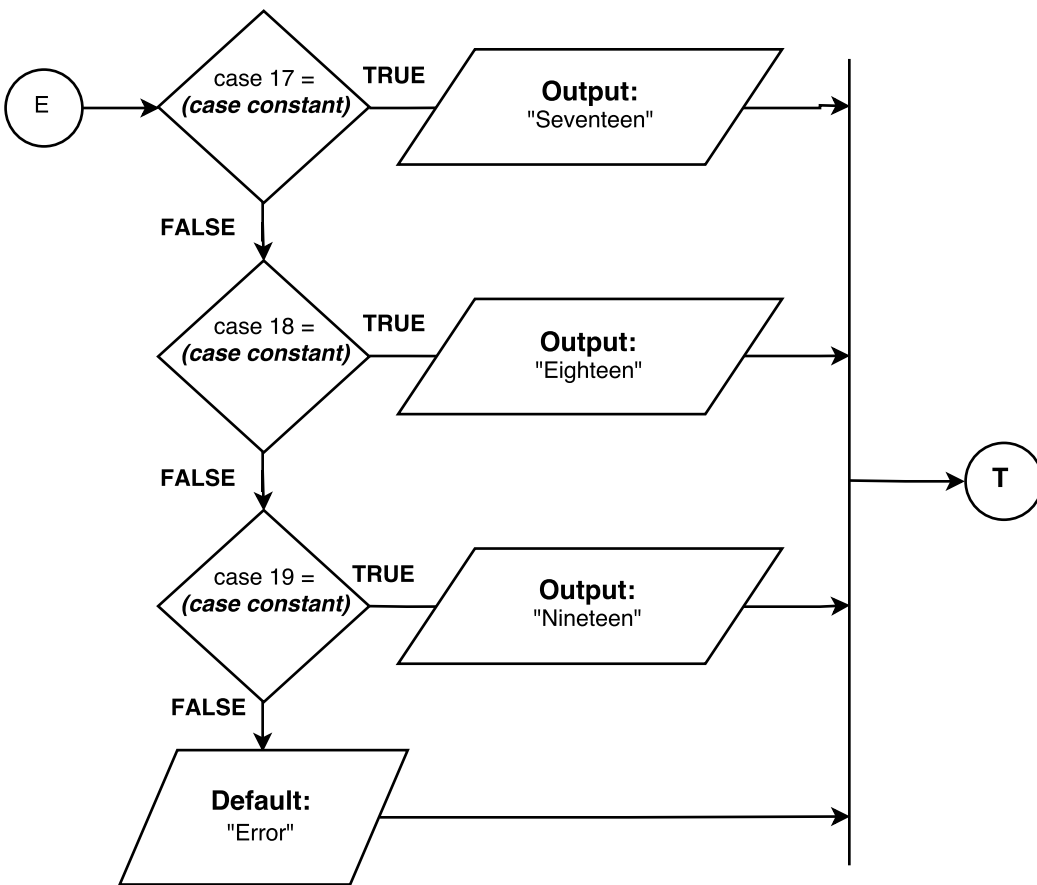 E
case 17 =
(case constant)
TRUE
Output:
"Seventeen"
FALSE
case 18 =
(case constant)
TRUE
Output:
"Eighteen"
FALSE
T
case 19 =
(case constant)
TRUE
Output:
"Nineteen"
FALSE
Default:
"Error"